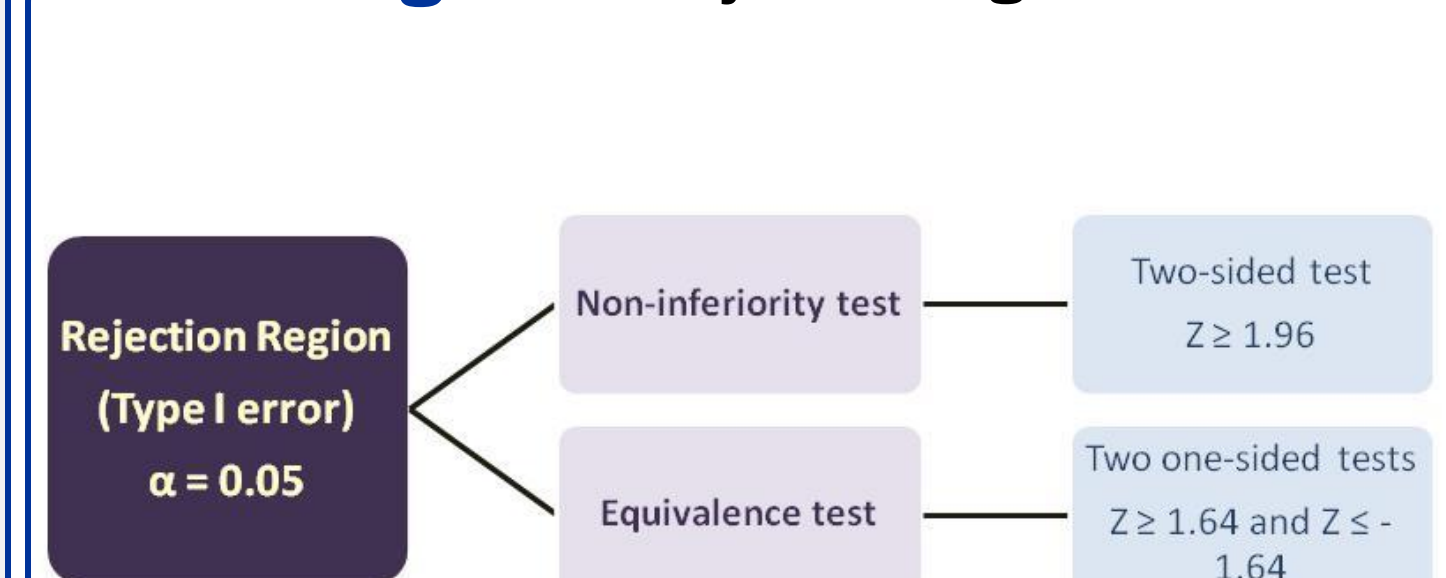 Rejection Region
(Type I error)
α = 0.05
Non-inferiority test
Two-sided test
Z ≥ 1.96
Equivalence test
Two one-sided tests
Z ≥ 1.64 and Z ≤ -
1.64